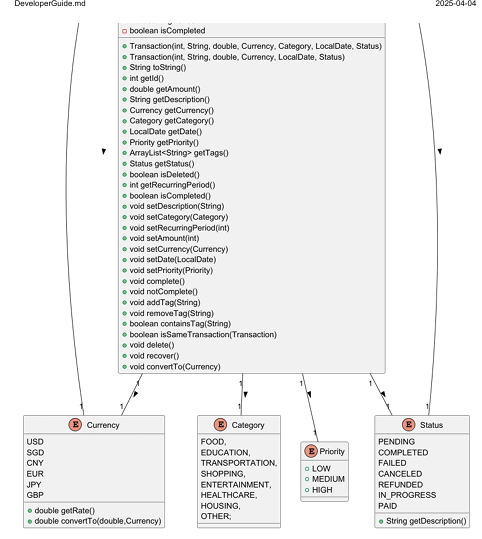 DeveloperGuide.md
2025-04-04
boolean isCompleted
Transaction(int, String, double, Currency, Category, LocalDate, Status)
Transaction(int, String, double, Currency, LocalDate, Status)
String toString()
int getId()
double getAmount()
String getDescription()
Currency getCurrency()
Category getCategory()
LocalDate getDate()
Priority getPriority()
ArrayList<String> getTags()
Status getStatus()
boolean isDeleted()
int getRecurringPeriod()
boolean isCompleted()
void setDescription(String)
void setCategory(Category)
void setRecurringPeriod(int)
void setAmount(int)
void setCurrency(Currency)
void setDate(LocalDate)
void setPriority(Priority)
void complete()
void notComplete()
void addTag(String)
void removeTag(String)
boolean containsTag(String)
boolean isSameTransaction(Transaction)
void delete()
void recover()
void convertTo(Currency)
1 1 1 1
1 1 1 1 1 1
E Currency
USD
SGD
CNY
EUR
JPY
GBP
double getRate()
double convertTo(double,Currency)
E Category
FOOD,
EDUCATION,
TRANSPORTATION,
SHOPPING,
ENTERTAINMENT,
HEALTHCARE,
HOUSING,
OTHER;
E Priority
LOW
MEDIUM
HIGH
E Status
PENDING
COMPLETED
FAILED
CANCELED
REFUNDED
IN_PROGRESS
PAID
String getDescription()